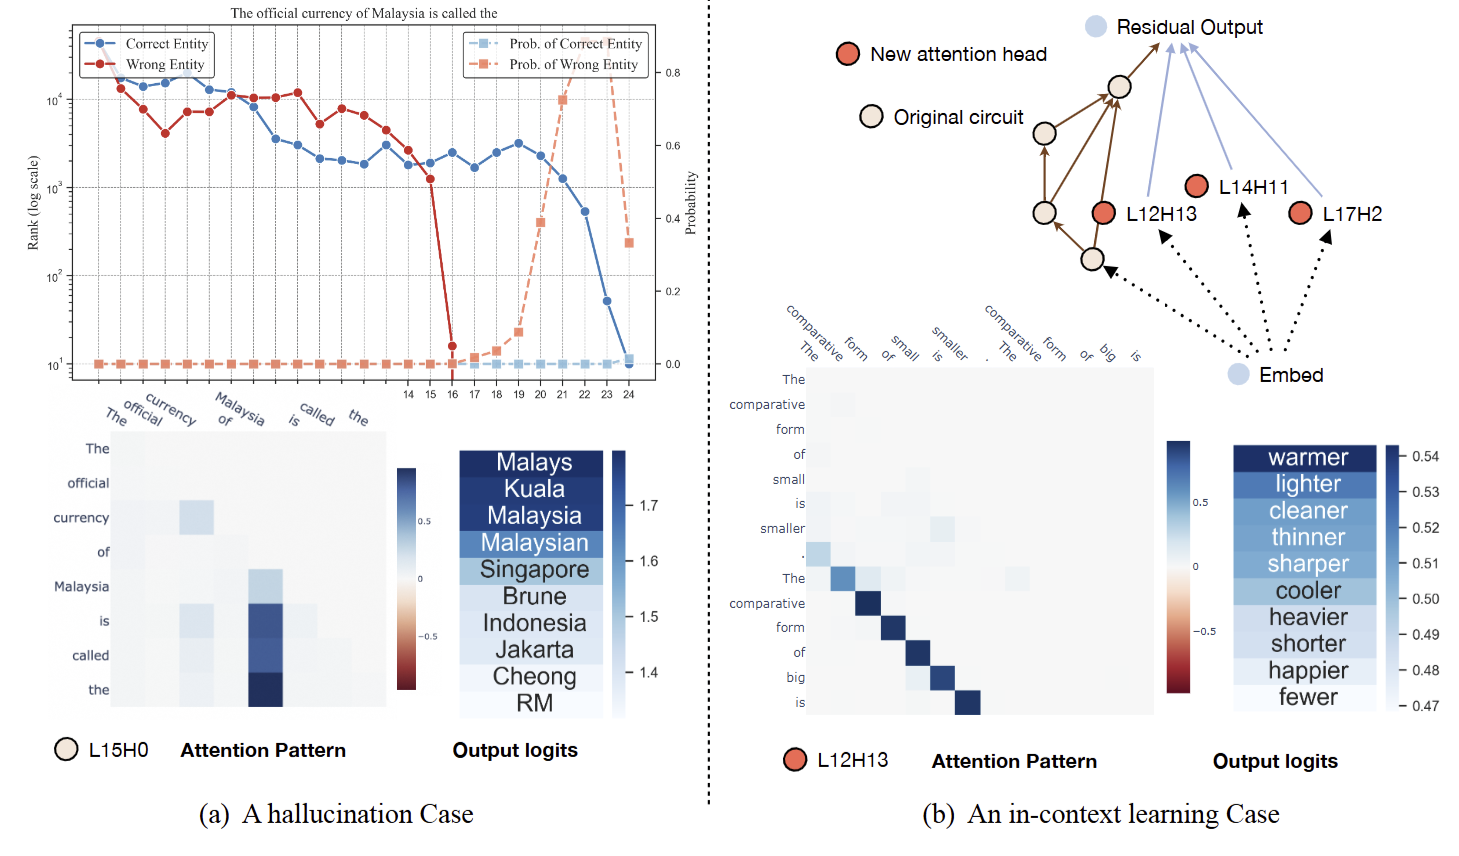 The official currency of Malaysia is called the
Correct Entity
Wrong Entity
Prob. of Correct Entity
Prob. of Wrong Entity
Rank (log scale)
10⁴
10³
10²
10¹
Probability
0.8
0.6
0.4
0.2
0.0
14 15 16 17 18 19 20 21 22 23 24
The official currency of Malaysia is called the
The
official
currency
of
Malaysia
is
called
the
0.5
0
−0.5
Malays
Kuala
Malaysia
Malaysian
Singapore
Brune
Indonesia
Jakarta
Cheong
RM
1.7
1.6
1.5
1.4
L15H0
Attention Pattern
Output logits
(a) A hallucination Case
Residual Output
New attention head
Original circuit
L14H11
L12H13
L17H2
Embed
The comparative form of small is smaller . The comparative form of big is
The
comparative
form
of
small
is
smaller
.
The
comparative
form
of
big
is
0.5
0
−0.5
warmer
lighter
cleaner
thinner
sharper
cooler
heavier
shorter
happier
fewer
0.54
0.53
0.52
0.51
0.50
0.49
0.48
0.47
L12H13
Attention Pattern
Output logits
(b) An in-context learning Case